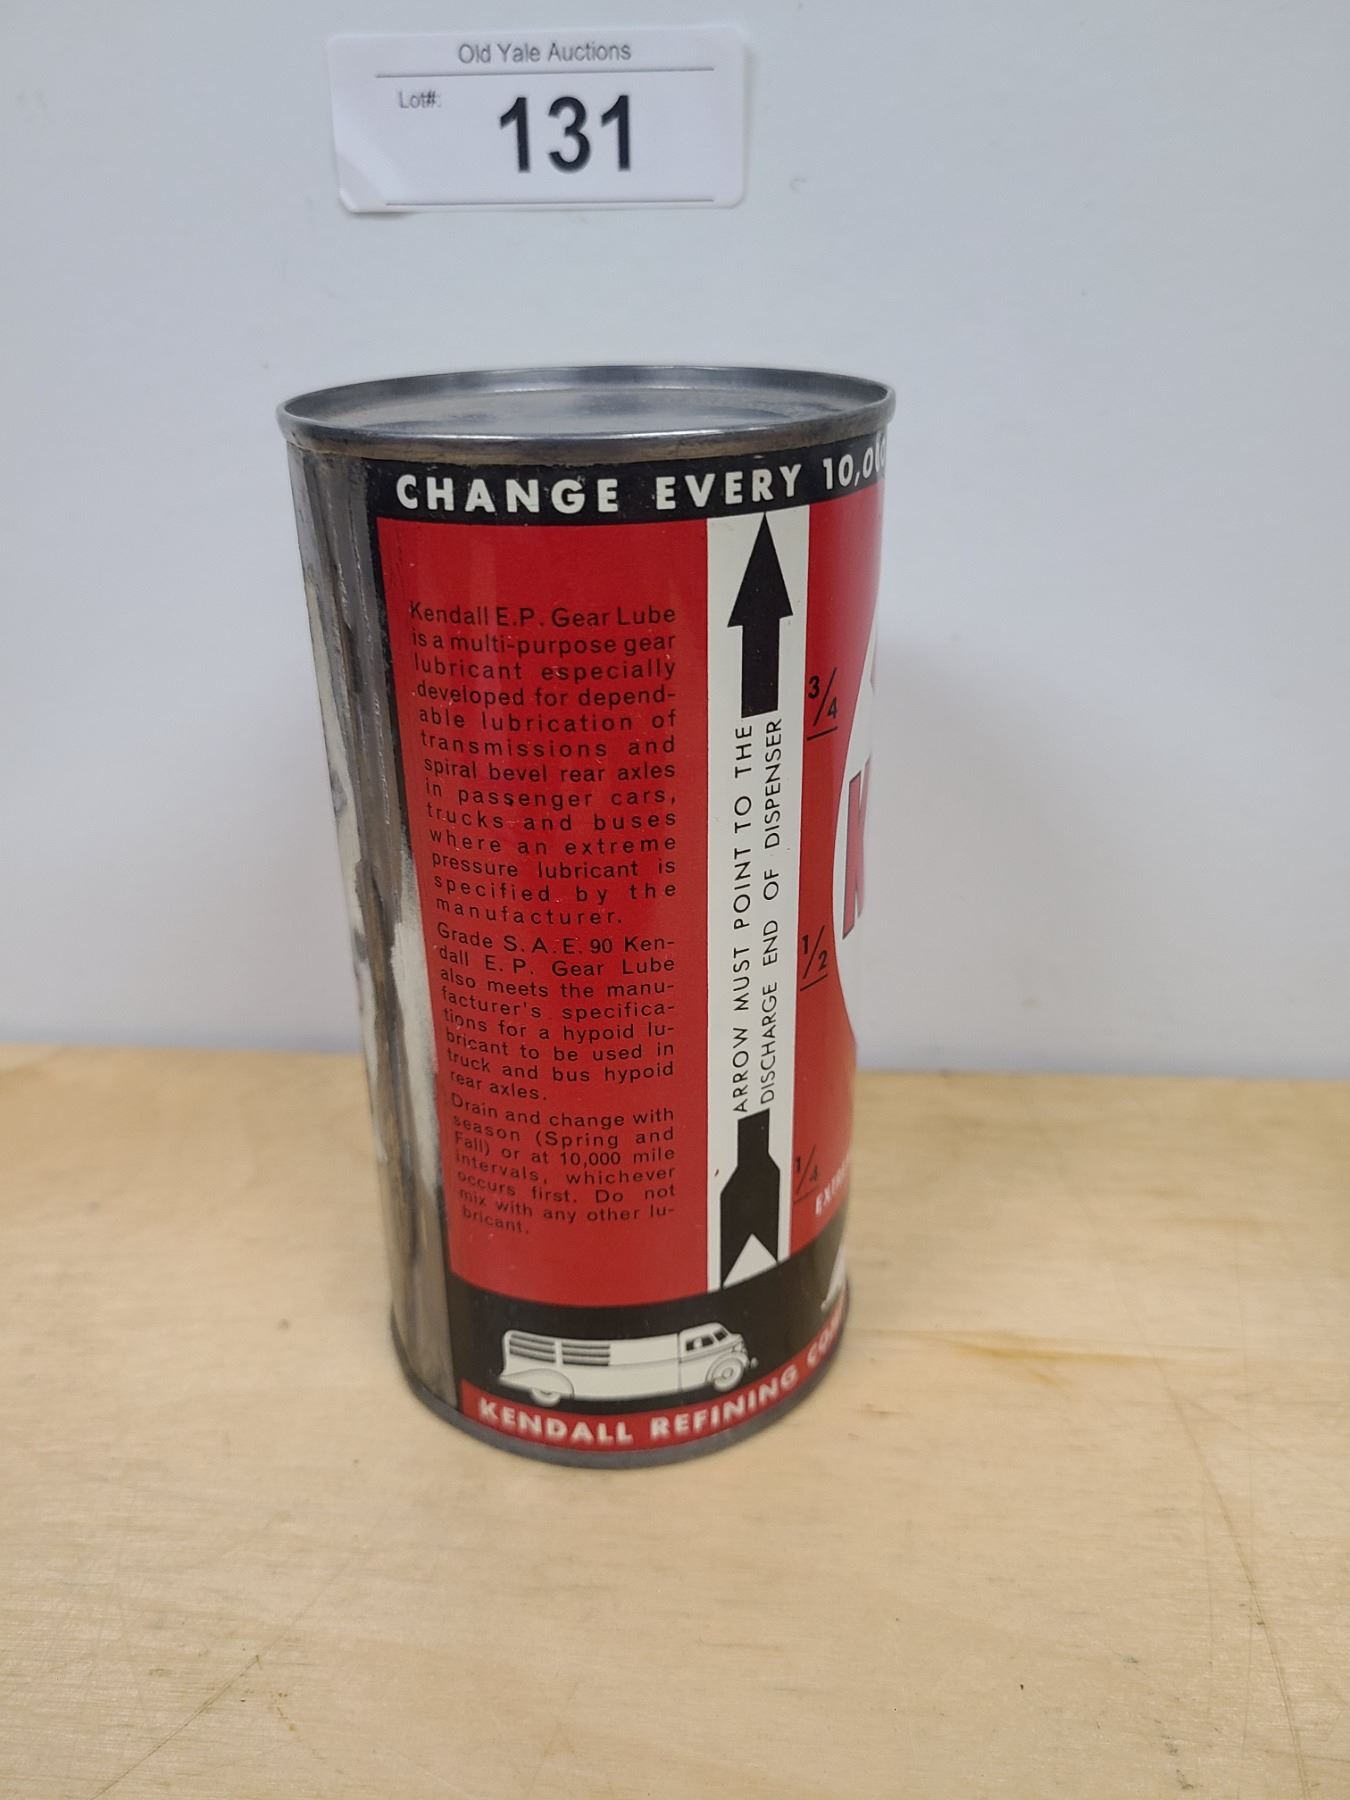 Old Yale Auctions
Lot#:
131
CHANGE EVERY 10,0
Kendall E.P. Gear Lube
is a multi-purpose gear
lubricant especially
developed for depend-
able lubrication of
transmissions and
spiral bevel rear axles
in passenger cars,
trucks and buses
where an extreme
pressure lubricant is
specified by the
manufacturer.
Grade S.A.E. 90 Ken-
dall E.P. Gear Lube
also meets the manu-
facturer's specifica-
tions for a hypoid lu-
bricant to be used in
truck and bus hypoid
rear axles.
Drain and change with
season (Spring and
Fall) or at 10,000 mile
intervals, whichever
occurs first. Do not
mix with any other lu-
bricant.
ARROW MUST POINT TO THE
DISCHARGE END OF DISPENSER
3/4
1/2
1/4
K
KENDALL REFINING